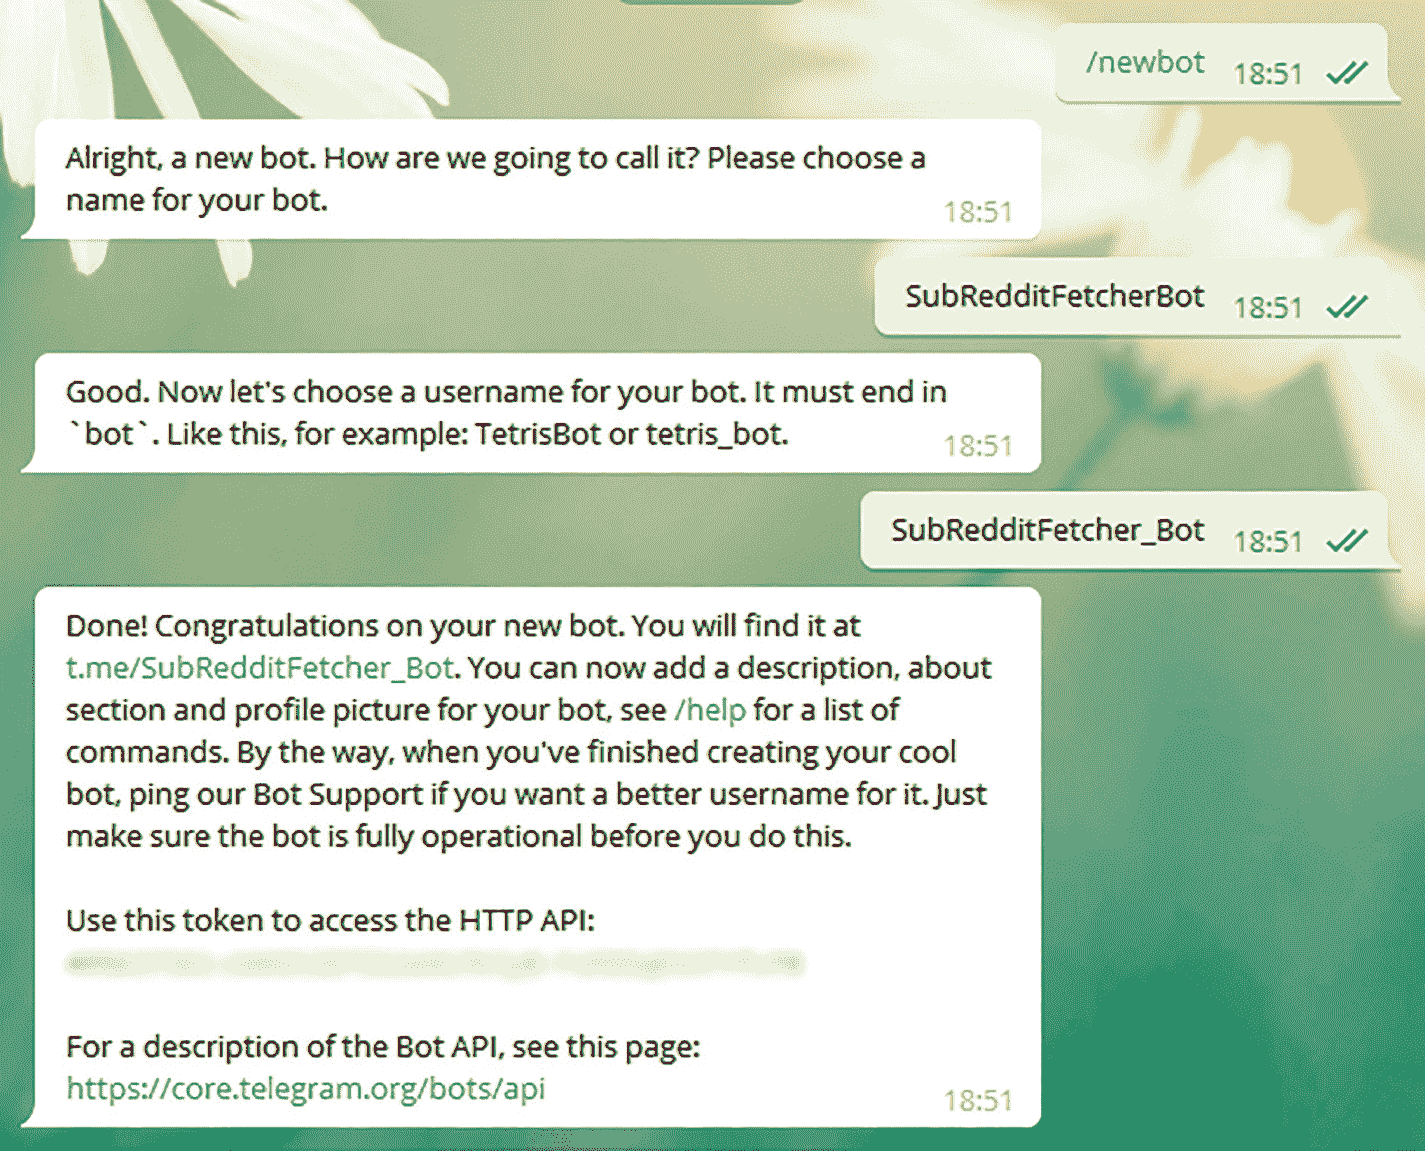 /newbot 18:51
Alright, a new bot. How are we going to call it? Please choose a
name for your bot.
18:51
SubRedditFetcherBot 18:51
Good. Now let's choose a username for your bot. It must end in
`bot`. Like this, for example: TetrisBot or tetris_bot.
18:51
SubRedditFetcher_Bot 18:51
Done! Congratulations on your new bot. You will find it at
t.me/SubRedditFetcher_Bot. You can now add a description, about
section and profile picture for your bot, see /help for a list of
commands. By the way, when you've finished creating your cool
bot, ping our Bot Support if you want a better username for it. Just
make sure the bot is fully operational before you do this.
Use this token to access the HTTP API:
For a description of the Bot API, see this page:
https://core.telegram.org/bots/api
18:51